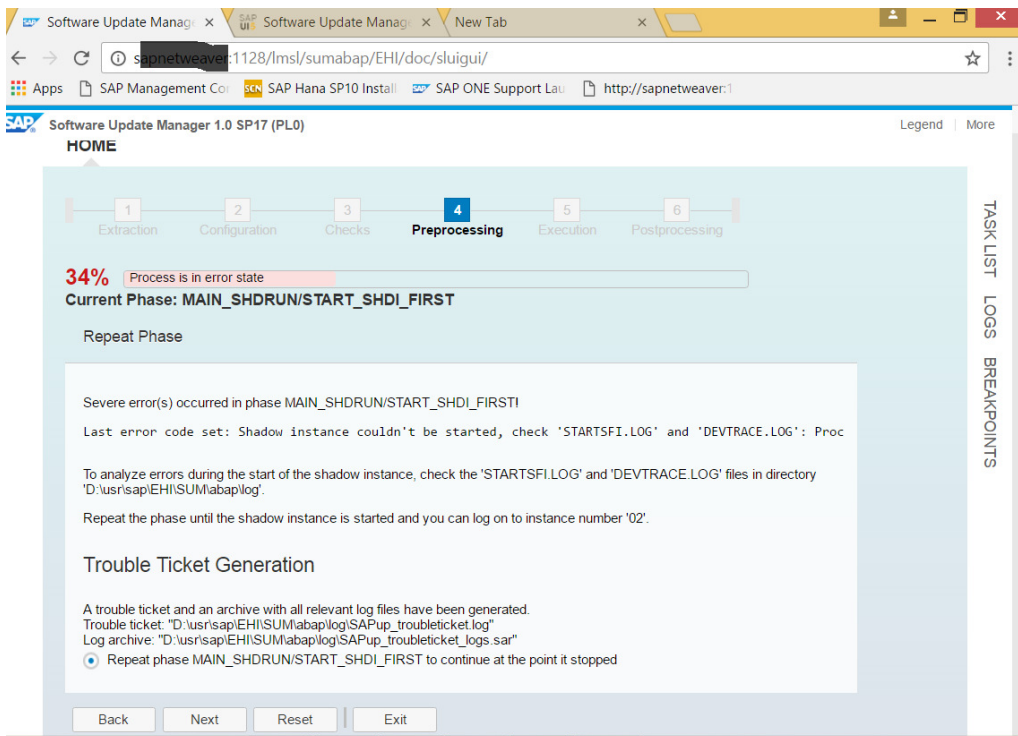 Software Update Manag
SAP UI5 Software Update Manag
New Tab
sapnetweaver:1128/lmsl/sumabap/EHI/doc/sluigui/
Apps
SAP Management Con
SCN SAP Hana SP10 Install
SAP ONE Support Lau
http://sapnetweaver:1
SAP Software Update Manager 1.0 SP17 (PL0)
Legend | More
HOME
1 2 3 4 5 6
Extraction Configuration Checks Preprocessing Execution Postprocessing
34% Process is in error state
Current Phase: MAIN_SHDRUN/START_SHDI_FIRST
Repeat Phase
Severe error(s) occurred in phase MAIN_SHDRUN/START_SHDI_FIRST!
Last error code set: Shadow instance couldn't be started, check 'STARTSFI.LOG' and 'DEVTRACE.LOG': Proc
To analyze errors during the start of the shadow instance, check the 'STARTSFI.LOG' and 'DEVTRACE.LOG' files in directory
'D:\usr\sap\EHI\SUM\abap\log'.
Repeat the phase until the shadow instance is started and you can log on to instance number '02'.
Trouble Ticket Generation
A trouble ticket and an archive with all relevant log files have been generated.
Trouble ticket: "D:\usr\sap\EHI\SUM\abap\log\SAPup_troubleticket.log"
Log archive: "D:\usr\sap\EHI\SUM\abap\log\SAPup_troubleticket_logs.sar"
Repeat phase MAIN_SHDRUN/START_SHDI_FIRST to continue at the point it stopped
Back Next Reset Exit
TASK LIST
LOGS
BREAKPOINTS